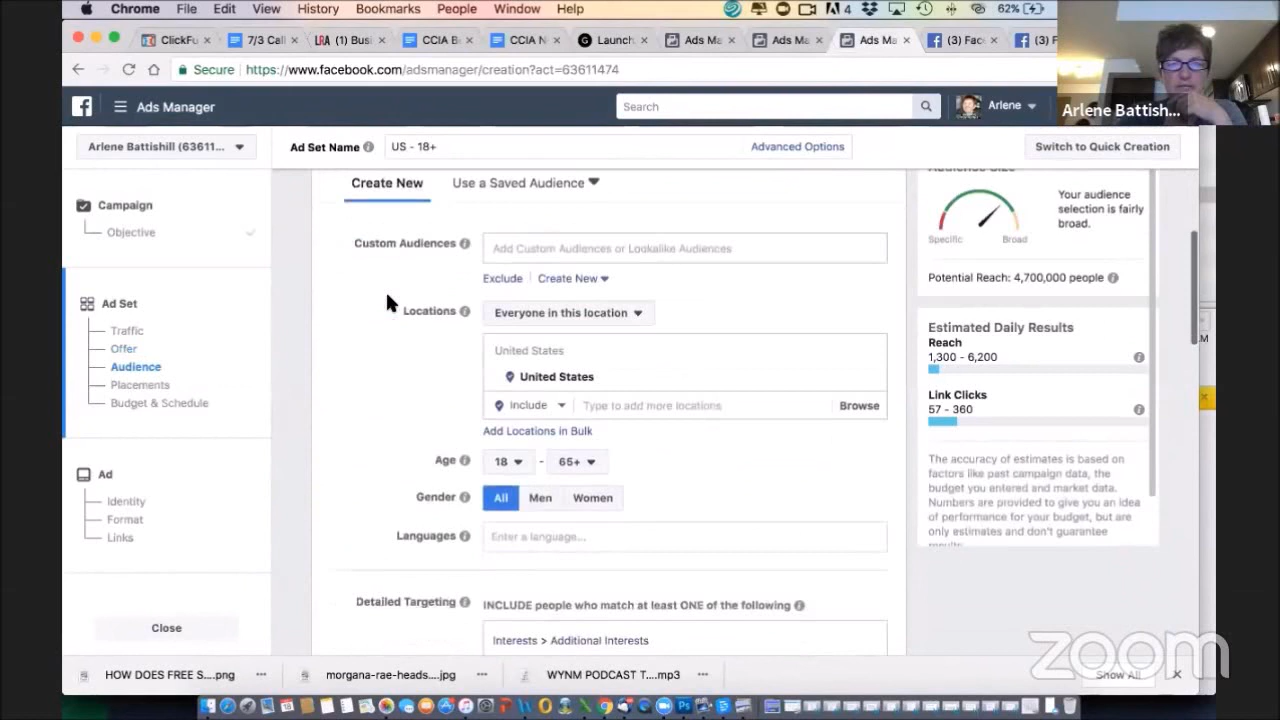 Chrome File Edit View History Bookmarks People Window Help 4 62%
ClickFu 7/3 Call LRA (1) Busi CCIA B CCIA N Launch Ads Ma Ads Ma Ads Ma (3) Fac (3) F
Secure https://www.facebook.com/adsmanager/creation?act=63611474
Ads Manager Search Arlene
Arlene Battish...
Arlene Battishill (63611... Ad Set Name US - 18+ Advanced Options Switch to Quick Creation
Campaign
Objective
Ad Set
Traffic
Offer
Audience
Placements
Budget & Schedule
Ad
Identity
Format
Links
Close
Create New Use a Saved Audience
Custom Audiences Add Custom Audiences or Lookalike Audiences
Exclude Create New
Locations Everyone in this location
United States
United States
Include Type to add more locations Browse
Add Locations in Bulk
Age 18 - 65+
Gender All Men Women
Languages Enter a language...
Detailed Targeting INCLUDE people who match at least ONE of the following
Interests > Additional Interests
Audience Size
Your audience
selection is fairly
broad.
Specific Broad
Potential Reach: 4,700,000 people
Estimated Daily Results
Reach
1,300 - 6,200
Link Clicks
57 - 360
The accuracy of estimates is based on
factors like past campaign data, the
budget you entered and market data.
Numbers are provided to give you an idea
of performance for your budget, but are
only estimates and don't guarantee
results.
HOW DOES FREE S....png morgana-rae-heads....jpg WYNM PODCAST T....mp3 Show All
zoom